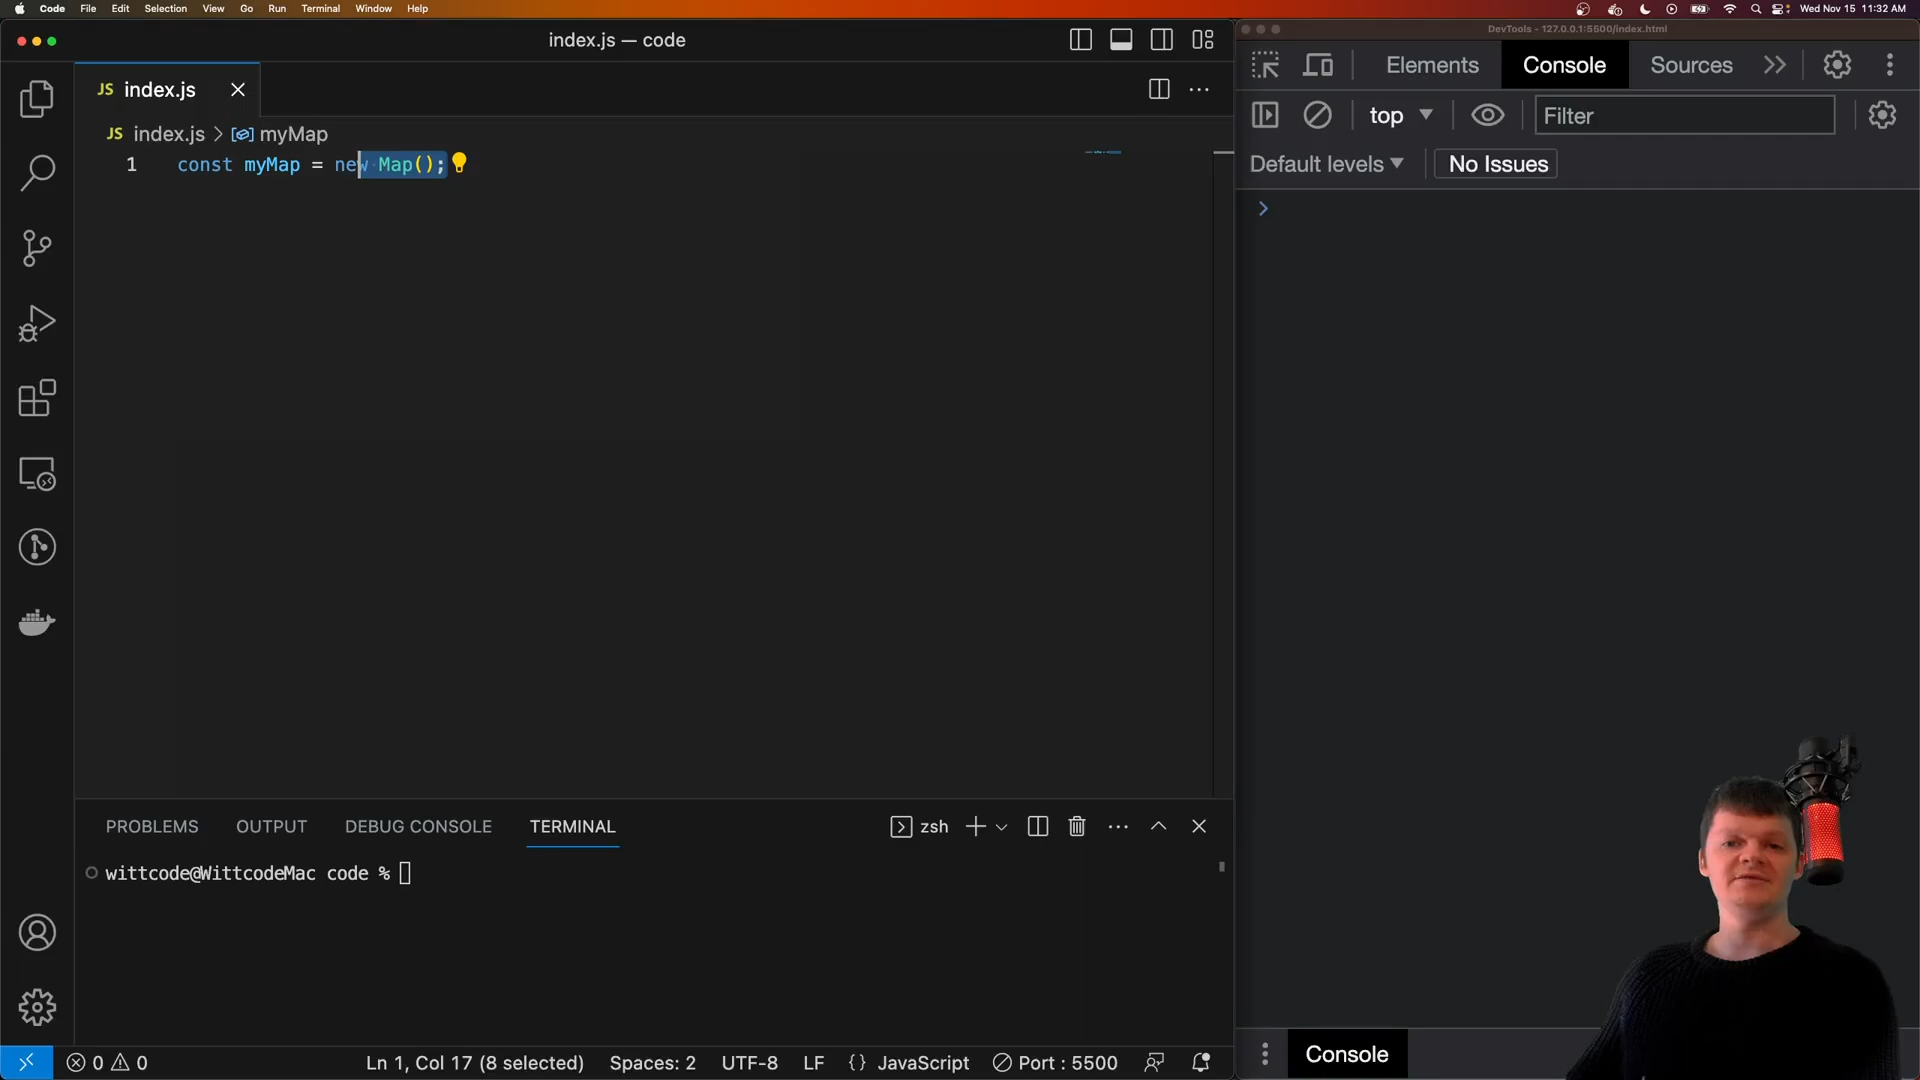 Code File Edit Selection View Go Run Terminal Window Help
Wed Nov 15 11:32 AM
index.js — code
DevTools - 127.0.0.1:5500/index.html
JS index.js
Elements Console Sources
top Filter
JS index.js > myMap
Default levels No Issues
1 const myMap = new Map();
PROBLEMS OUTPUT DEBUG CONSOLE TERMINAL zsh
wittcode@WittcodeMac code %
0 0 Ln 1, Col 17 (8 selected) Spaces: 2 UTF-8 LF {} JavaScript Port : 5500
Console